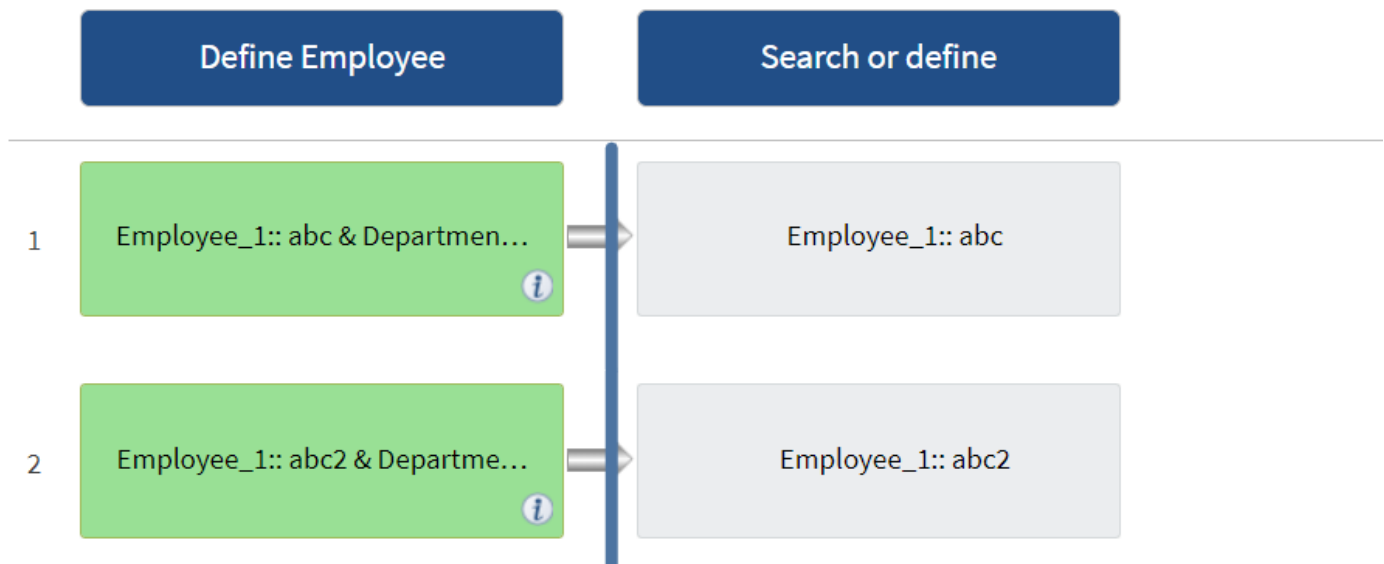 Define Employee
Search or define
1
Employee_1:: abc & Departmen...
Employee_1:: abc
i
2
Employee_1:: abc2 & Departme...
Employee_1:: abc2
i